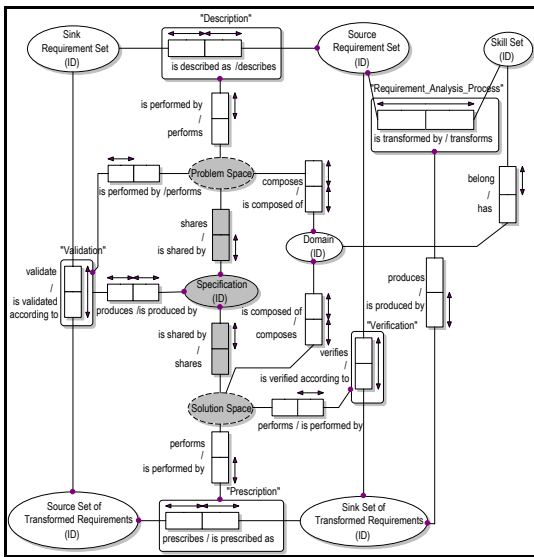 "Description"
Sink
Requirement Set
(ID)
Source
Requirement Set
(ID)
Skill Set
(ID)
is described as /describes
"Requirement_Analysis_Process"
is performed by
/
performs
is transformed by / transforms
Problem Space
is performed by /performs
composes
/
is composed of
belong
/
has
shares
/
is shared by
Domain
(ID)
"Validation"
validate
/
is validated
according to
Specification
(ID)
produces
/
is produced by
produces /is produced by
is composed of
/
composes
is shared by
/
shares
"Verification"
verifies
/
is verified according to
Solution Space
performs / is performed by
performs
/
is performed by
"Prescription"
Source Set of
Transformed Requirements
(ID)
Sink Set of
Transformed Requirements
(ID)
prescribes / is prescribed as